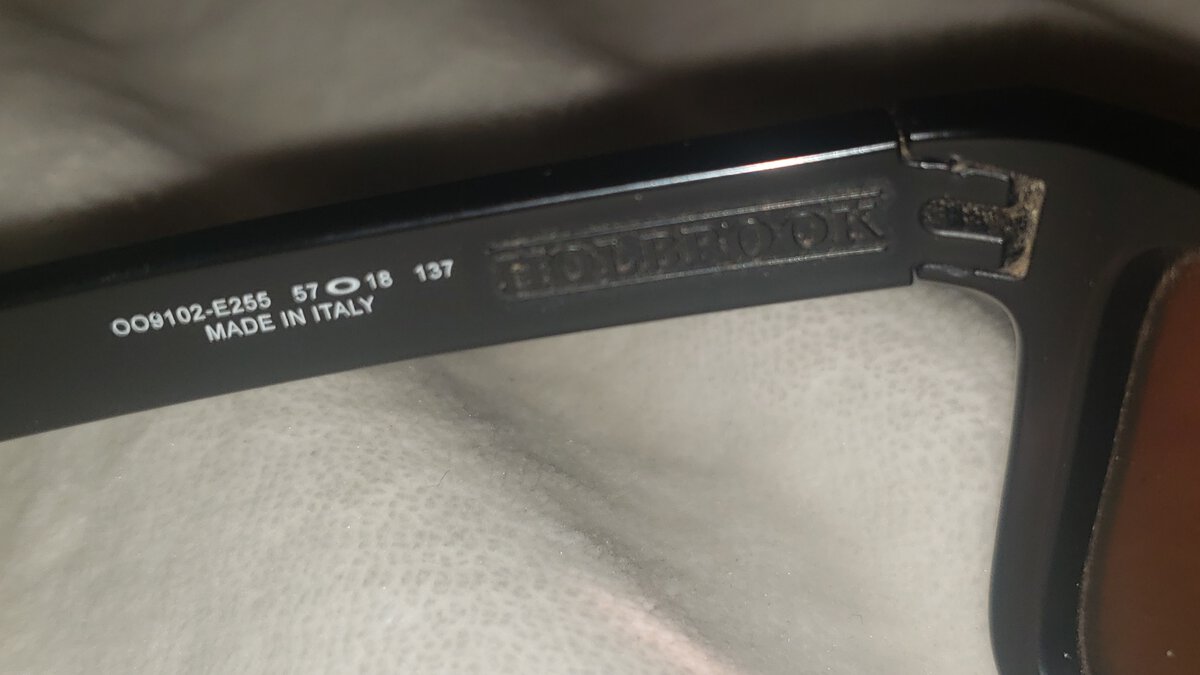 OO9102-E255 57 18 137
MADE IN ITALY
HOLBROOK